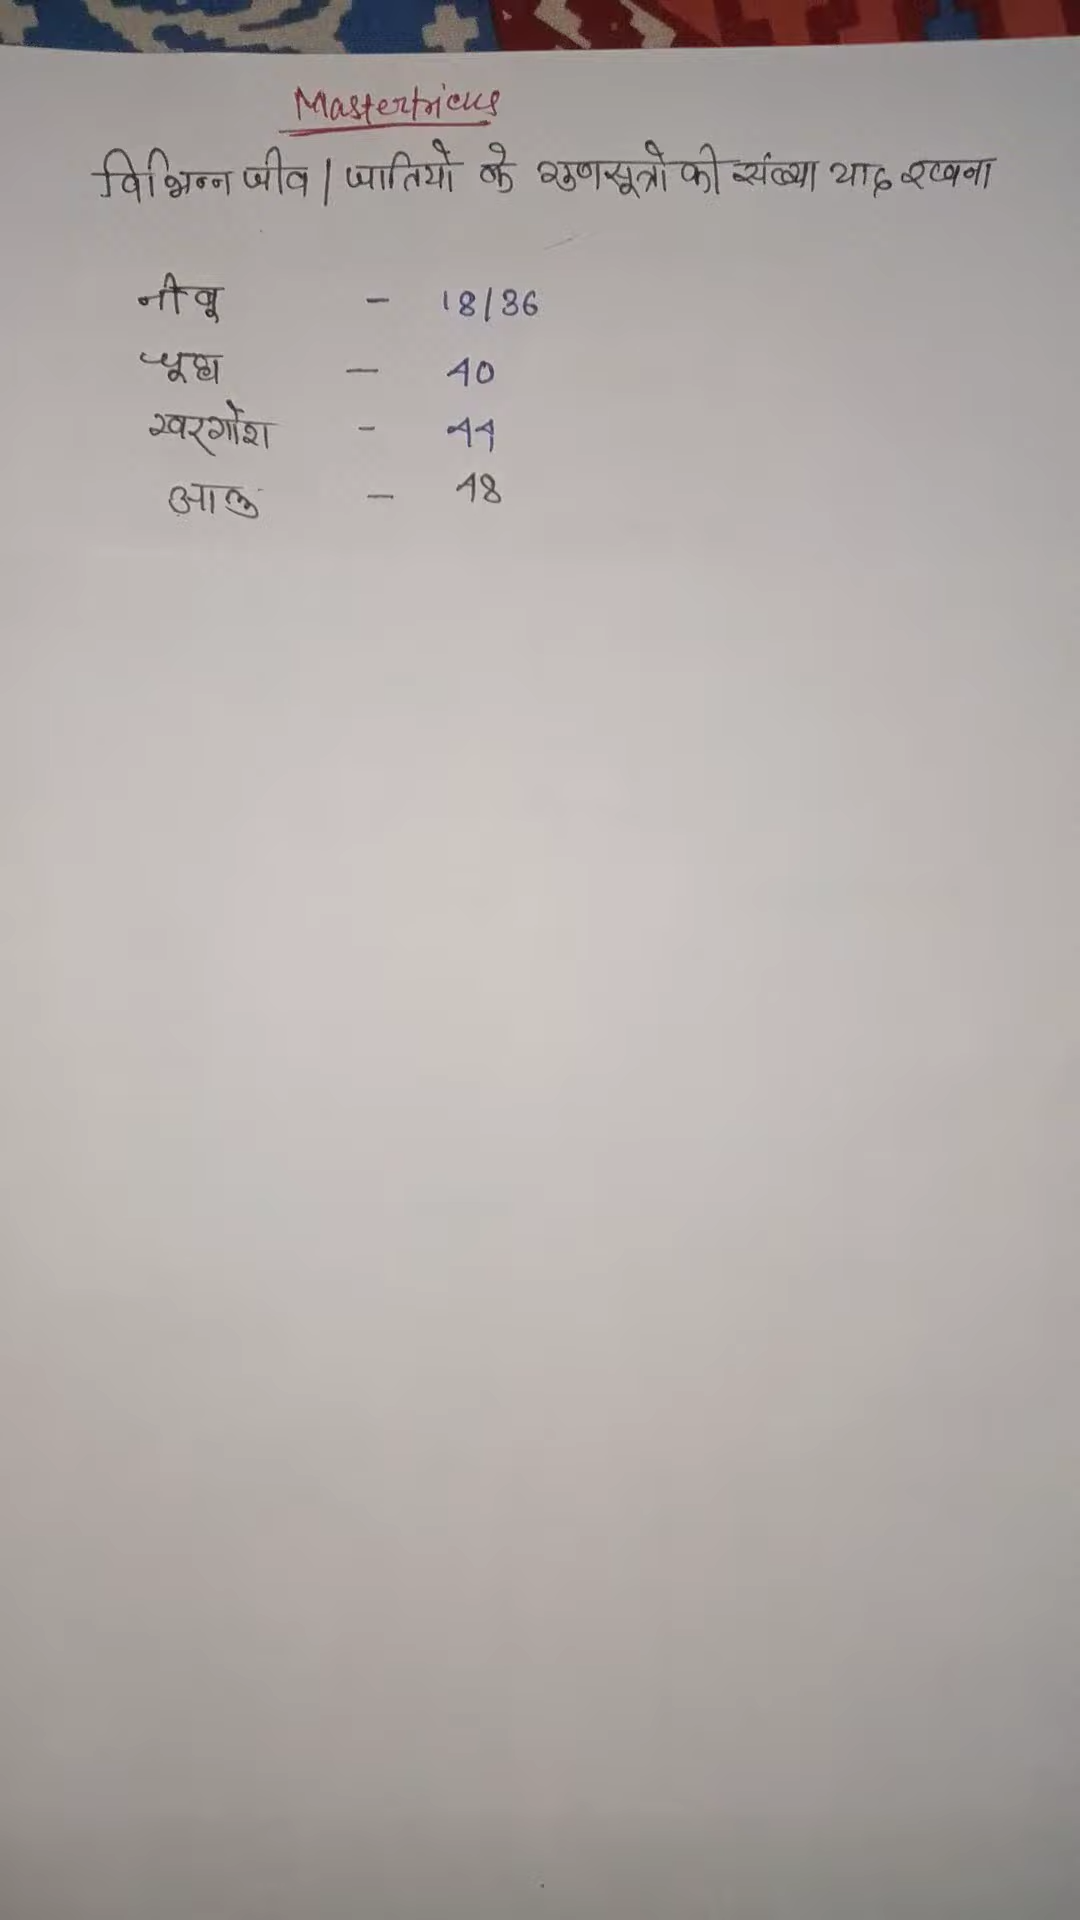 Mastertricks
विभिन्न जीव / जातियो के गुणसूत्रो की संख्या याद रखना
नीबू - 18/36
चूहा - 40
खरगोश - 44
आलु - 48